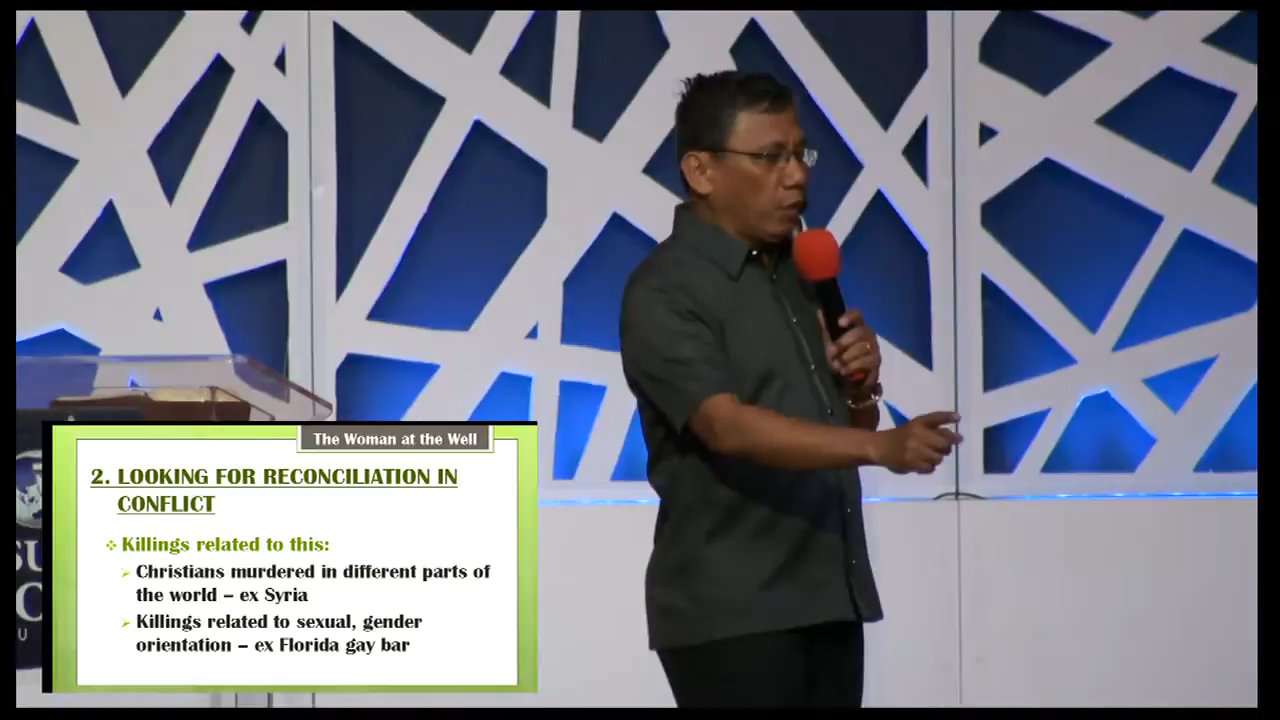 The Woman at the Well
2. LOOKING FOR RECONCILIATION IN
CONFLICT
Killings related to this:
Christians murdered in different parts of
the world – ex Syria
Killings related to sexual, gender
orientation – ex Florida gay bar